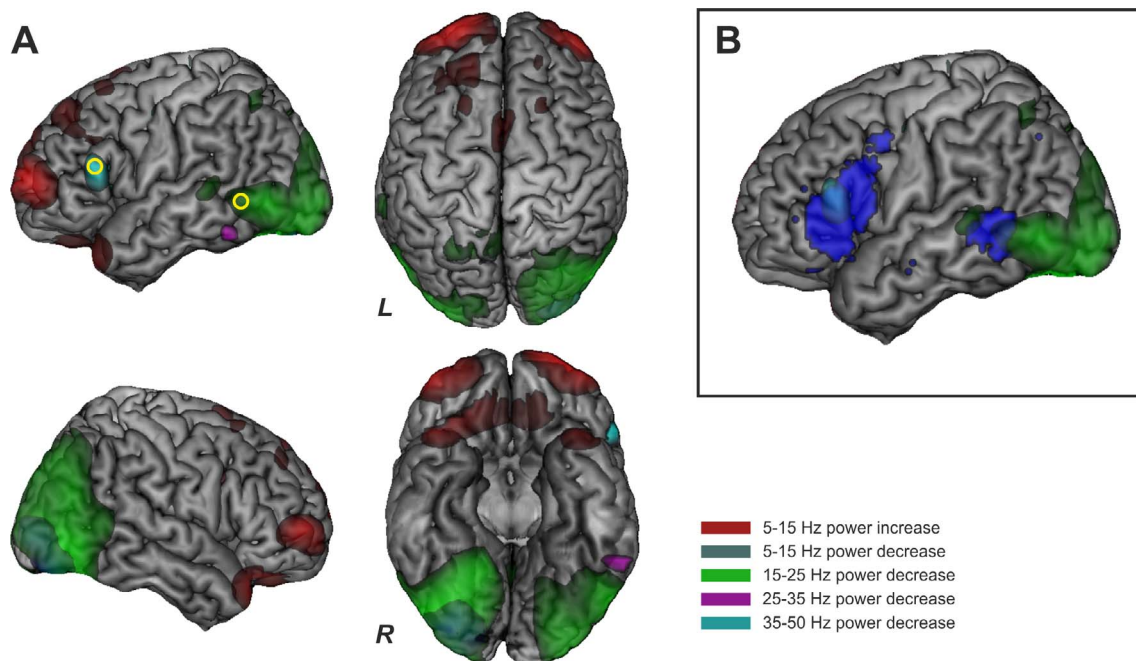 A
B
L
R
5-15 Hz power increase
5-15 Hz power decrease
15-25 Hz power decrease
25-35 Hz power decrease
35-50 Hz power decrease